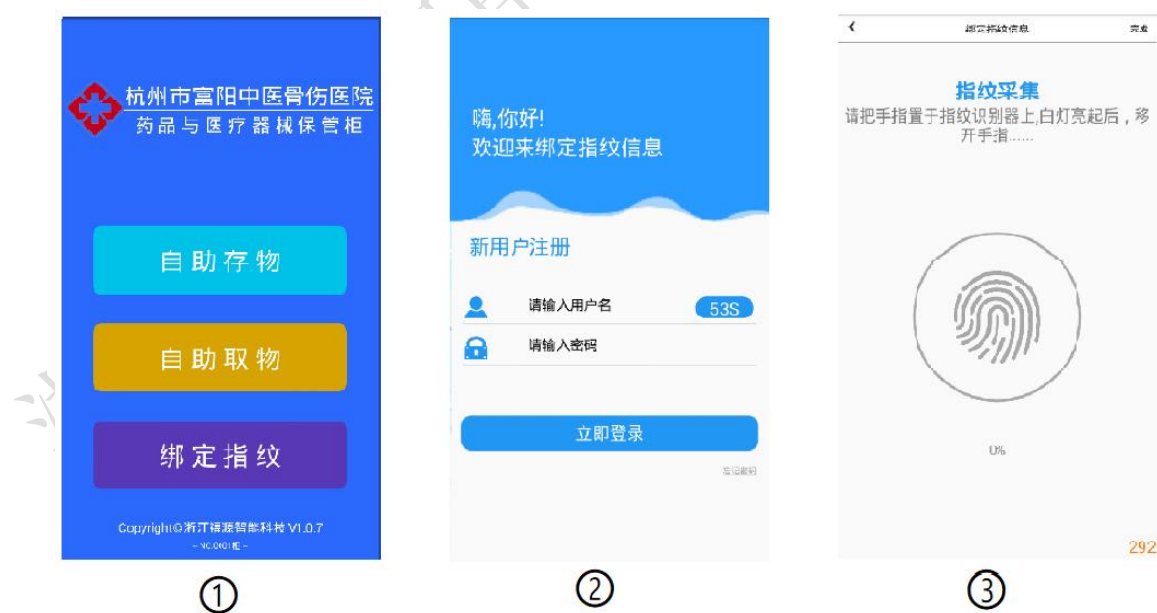 杭州市富阳中医骨伤医院
药品与医疗器械保管柜
自助存物
自助取物
绑定指纹
Copyright©浙江福源智能科技 V1.0.7
①
嗨,你好!
欢迎来绑定指纹信息
新用户注册
请输入用户名
53S
请输入密码
立即登录
忘记密码
②
绑定指纹信息
完成
指纹采集
请把手指置于指纹识别器上,白灯亮起后，移
开手指......
0%
292
③